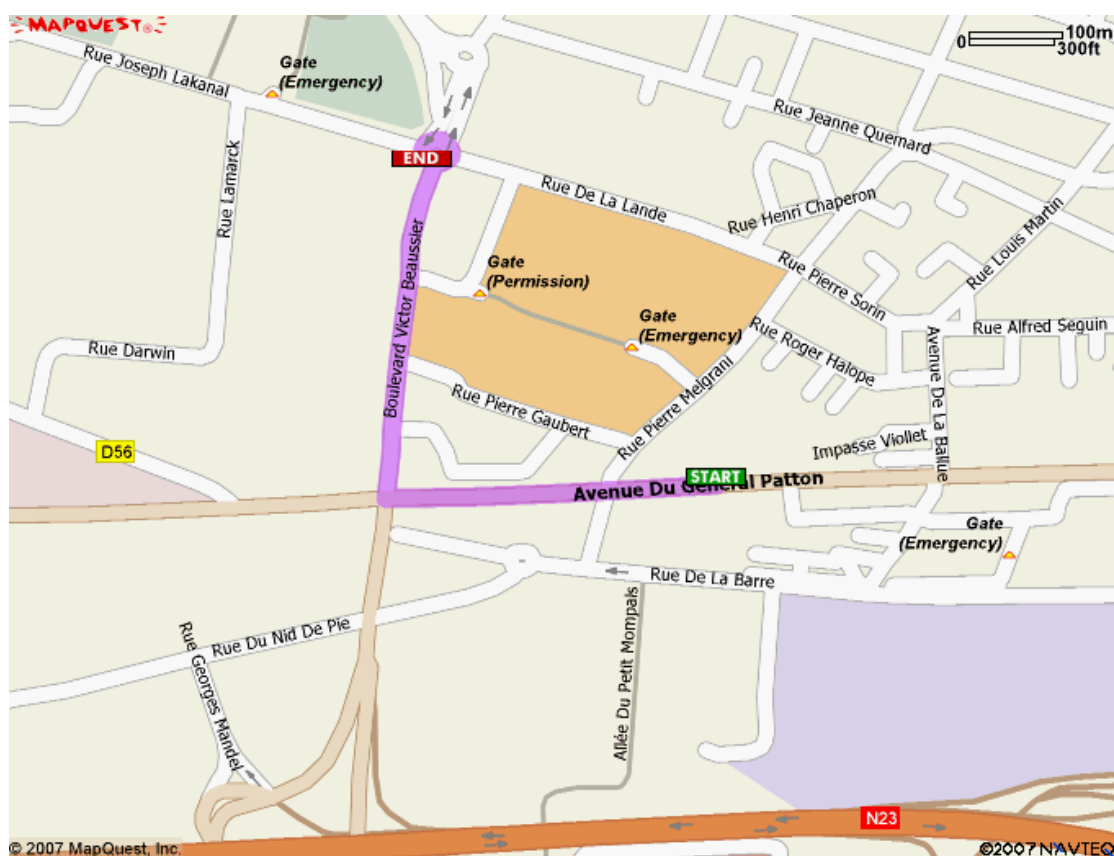 MAPQUEST
100m
0
300ft
Gate
(Emergency)
Rue Joseph Lakanal
Rue Jeanne Quemard
END
Rue Lamarck
Rue De La Lande
Rue Henri Chaperon
Rue Louis Martin
Boulevard Victor Beaussier
Gate
(Permission)
Rue Pierre Sorin
Gate
(Emergency)
Rue Alfred Seguin
Rue Roger Halope
Avenue De La Ballue
Rue Darwin
Rue Pierre Melgrani
Rue Pierre Gaubert
Impasse Viollet
D56
START
Avenue Du General Patton
Gate
(Emergency)
Rue De La Barre
Rue Du Nid De Pie
Rue Georges Mandel
Allée Du Petit Mompais
N23
© 2007 MapQuest, Inc.
©2007 NAVTEQ